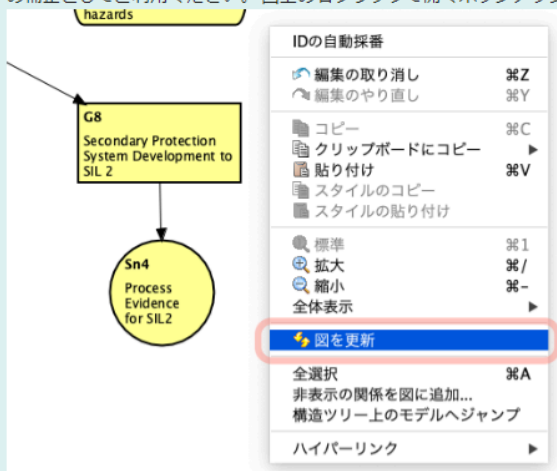 hazards
G8
Secondary Protection
System Development to
SIL 2
Sn4
Process
Evidence
for SIL2
IDの自動採番
編集の取り消し ⌘Z
編集のやり直し ⌘Y
コピー ⌘C
クリップボードにコピー ▶
貼り付け ⌘V
スタイルのコピー
スタイルの貼り付け
標準 ⌘1
拡大 ⌘/
縮小 ⌘-
全体表示 ▶
図を更新
全選択 ⌘A
非表示の関係を図に追加...
構造ツリー上のモデルへジャンプ
ハイパーリンク ▶